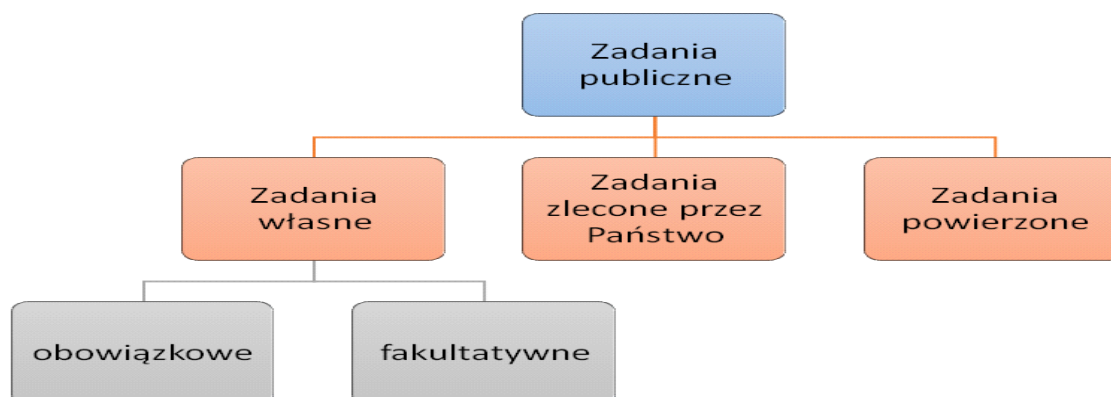 Zadania
publiczne
Zadania
własne
Zadania
zlecone przez
Państwo
Zadania
powierzone
obowiązkowe
fakultatywne